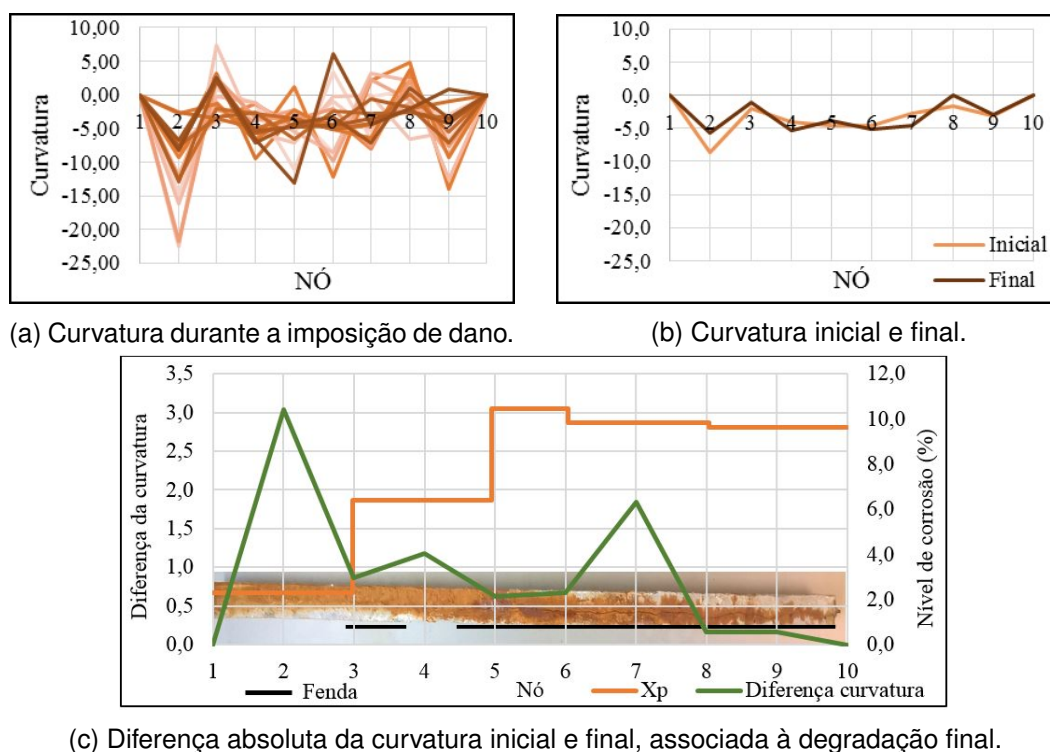 10,00
5,00
0,00
-5,00
-10,00
-15,00
-20,00
-25,00
Curvatura
1 2 3 4 5 6 7 8 9 10
NÓ
10,0
5,0
0,0
-5,0
-10,0
-15,0
-20,0
-25,0
Curvatura
1 2 3 4 5 6 7 8 9 10
Inicial
NÓ
Final
(a) Curvatura durante a imposição de dano.
(b) Curvatura inicial e final.
3,5
3,0
2,5
2,0
1,5
1,0
0,5
0,0
Diferença da curvatura
12,0
10,0
8,0
6,0
4,0
2,0
0,0
Nível de corrosão (%)
1 2 3 4 5 6 7 8 9 10
Fenda Nó Xp Diferença curvatura
(c) Diferença absoluta da curvatura inicial e final, associada à degradação final.